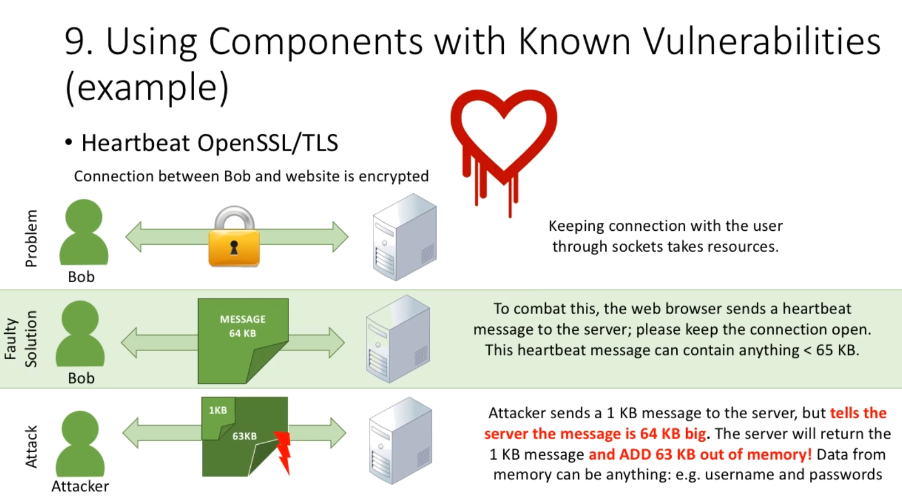 9. Using Components with Known Vulnerabilities
(example)
• Heartbeat OpenSSL/TLS
Connection between Bob and website is encrypted
Problem
Bob
Keeping connection with the user
through sockets takes resources.
Faulty
Solution
Bob
MESSAGE
64 KB
To combat this, the web browser sends a heartbeat
message to the server; please keep the connection open.
This heartbeat message can contain anything < 65 KB.
Attack
Attacker
1KB
63KB
Attacker sends a 1 KB message to the server, but tells the
server the message is 64 KB big. The server will return the
1 KB message and ADD 63 KB out of memory! Data from
memory can be anything: e.g. username and passwords